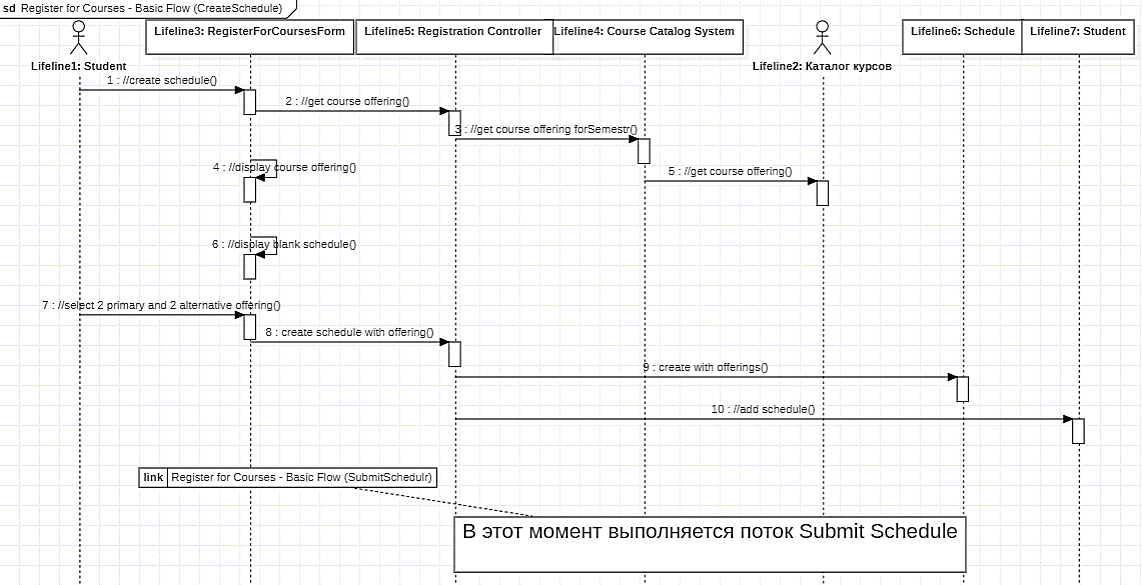 sd Register for Courses - Basic Flow (CreateSchedule)
Lifeline3: RegisterForCoursesForm
Lifeline5: Registration Controller
Lifeline4: Course Catalog System
Lifeline6: Schedule
Lifeline7: Student
Lifeline1: Student
Lifeline2: Каталог курсов
1 : //create schedule()
2 : //get course offering()
3 : //get course offering forSemestr()
4 : //display course offering()
5 : //get course offering()
6 : //display blank schedule()
7 : //select 2 primary and 2 alternative offering()
8 : create schedule with offering()
9 : create with offerings()
10 : //add schedule()
link Register for Courses - Basic Flow (SubmitSchedulr)
В этот момент выполняется поток Submit Schedule